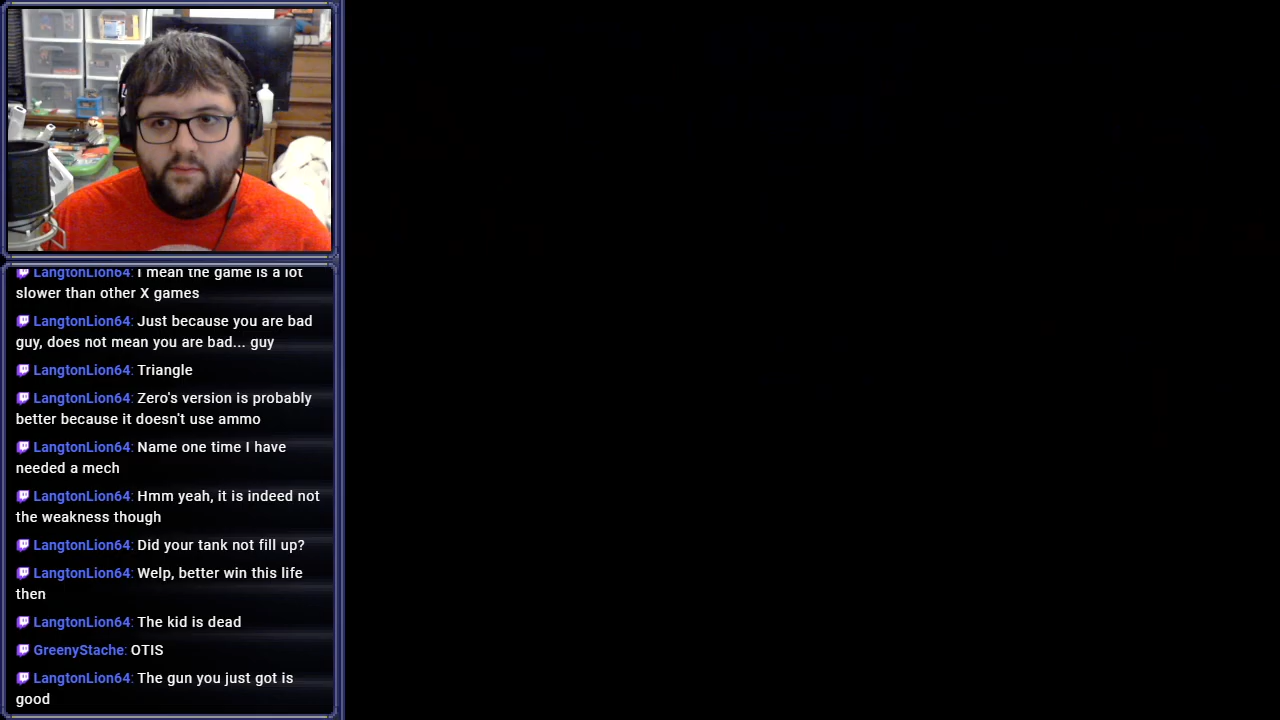 LangtonLion64: I mean the game is a lot
slower than other X games
LangtonLion64: Just because you are bad
guy, does not mean you are bad... guy
LangtonLion64: Triangle
LangtonLion64: Zero's version is probably
better because it doesn't use ammo
LangtonLion64: Name one time I have
needed a mech
LangtonLion64: Hmm yeah, it is indeed not
the weakness though
LangtonLion64: Did your tank not fill up?
LangtonLion64: Welp, better win this life
then
LangtonLion64: The kid is dead
GreenyStache: OTIS
LangtonLion64: The gun you just got is
good